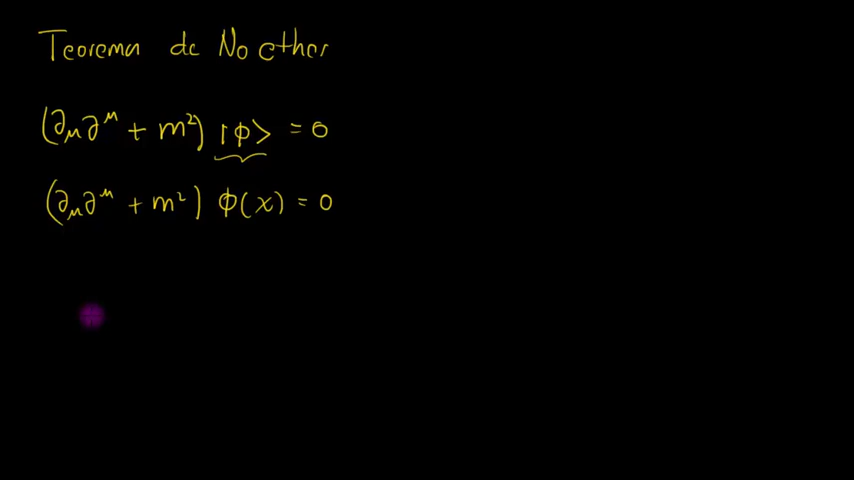 Teorema de Noether
(∂μ∂^μ + m²) |ϕ> = 0
(∂μ∂^μ + m²) ϕ(x) = 0